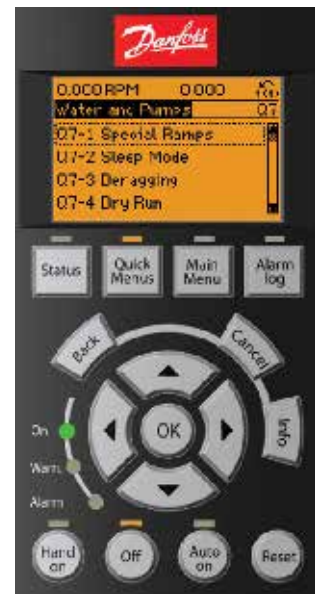 Danfoss
0.000 RPM 0.000
Water and Pumps Q7
Q7-1 Special Ramps
Q7-2 Sleep Mode
Q7-3 Deragging
Q7-4 Dry Run
Status
Quick Menus
Main Menu
Alarm log
Back
Cancel
Info
OK
On
Warn.
Alarm
Hand on
Off
Auto on
Reset